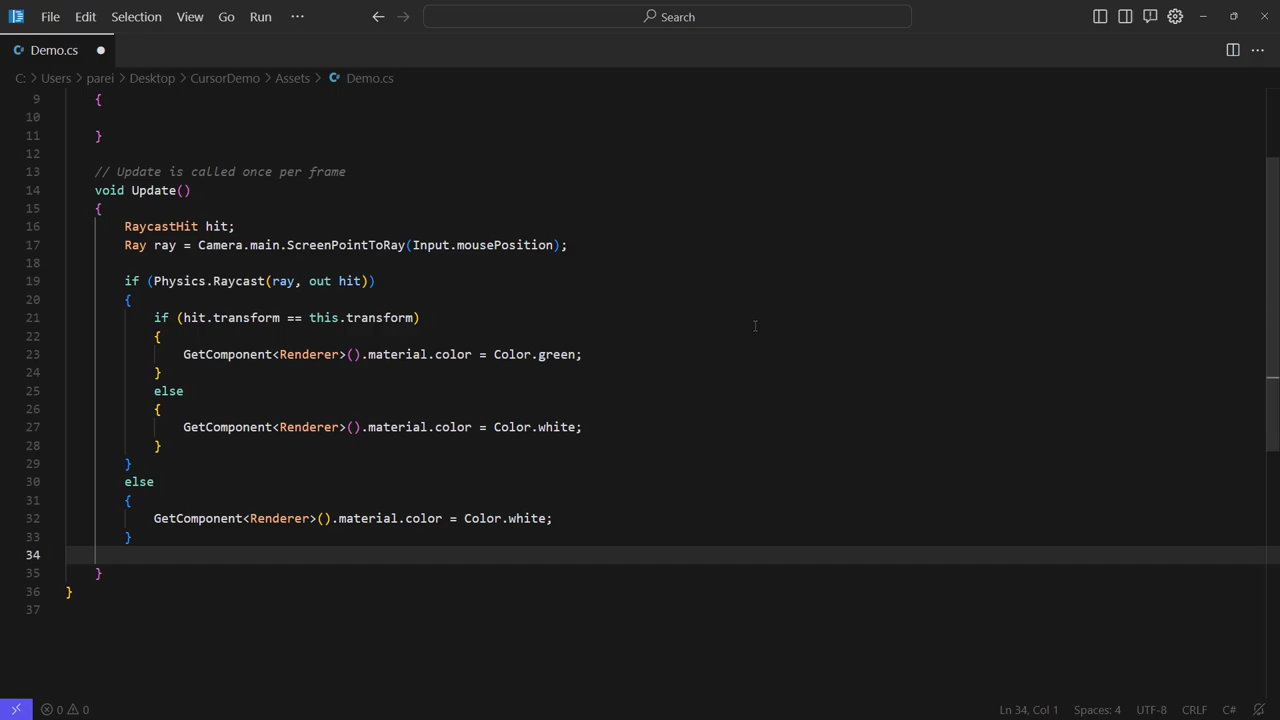 File Edit Selection View Go Run ··· Search
Demo.cs
C: > Users > parei > Desktop > CursorDemo > Assets > Demo.cs
9 {
10
11 }
12
13 // Update is called once per frame
14 void Update()
15 {
16 RaycastHit hit;
17 Ray ray = Camera.main.ScreenPointToRay(Input.mousePosition);
18
19 if (Physics.Raycast(ray, out hit))
20 {
21 if (hit.transform == this.transform)
22 {
23 GetComponent<Renderer>().material.color = Color.green;
24 }
25 else
26 {
27 GetComponent<Renderer>().material.color = Color.white;
28 }
29 }
30 else
31 {
32 GetComponent<Renderer>().material.color = Color.white;
33 }
34
35 }
36 }
37
0 0 Ln 34, Col 1 Spaces: 4 UTF-8 CRLF C#